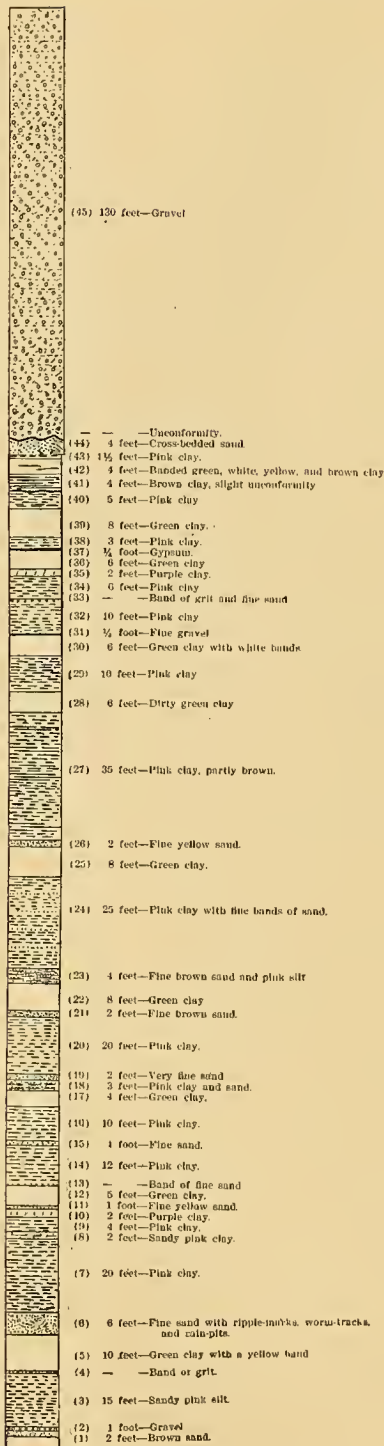 (45) 130 feet—Gravel
— — —Unconformity.
(44) 4 feet—Cross-bedded sand.
(43) 1½ feet—Pink clay.
(42) 4 feet—Banded green, white, yellow, and brown clay
(41) 4 feet—Brown clay, slight unconformity
(40) 5 feet—Pink clay
(39) 8 feet—Green clay.
(38) 3 feet—Pink clay.
(37) ¼ foot—Gypsum.
(36) 6 feet—Green clay
(35) 2 feet—Purple clay.
(34) 6 feet—Pink clay
(33) — —Band of grit and fine sand
(32) 10 feet—Pink clay
(31) ½ foot—Fine gravel
(30) 6 feet—Green clay with white bands
(29) 10 feet—Pink clay
(28) 6 feet—Dirty green clay
(27) 35 feet—Pink clay, partly brown.
(26) 2 feet—Fine yellow sand.
(25) 8 feet—Green clay.
(24) 25 feet—Pink clay with fine bands of sand.
(23) 4 feet—Fine brown sand and pink silt
(22) 8 feet—Green clay
(21) 2 feet—Fine brown sand.
(20) 20 feet—Pink clay.
(19) 2 feet—Very fine sand
(18) 3 feet—Pink clay and sand.
(17) 4 feet—Green clay.
(16) 10 feet—Pink clay.
(15) 1 foot—Fine sand.
(14) 12 feet—Pink clay.
(13) — —Band of fine sand
(12) 5 feet—Green clay.
(11) 1 foot—Fine yellow sand.
(10) 2 feet—Purple clay.
(9) 4 feet—Pink clay.
(8) 2 feet—Sandy pink clay.
(7) 20 feet—Pink clay.
(6) 6 feet—Fine sand with ripple-marks, worm-tracks,
and rain-pits.
(5) 10 feet—Green clay with a yellow band
(4) — —Band or grit.
(3) 15 feet—Sandy pink silt.
(2) 1 foot—Gravel
(1) 2 feet—Brown sand.